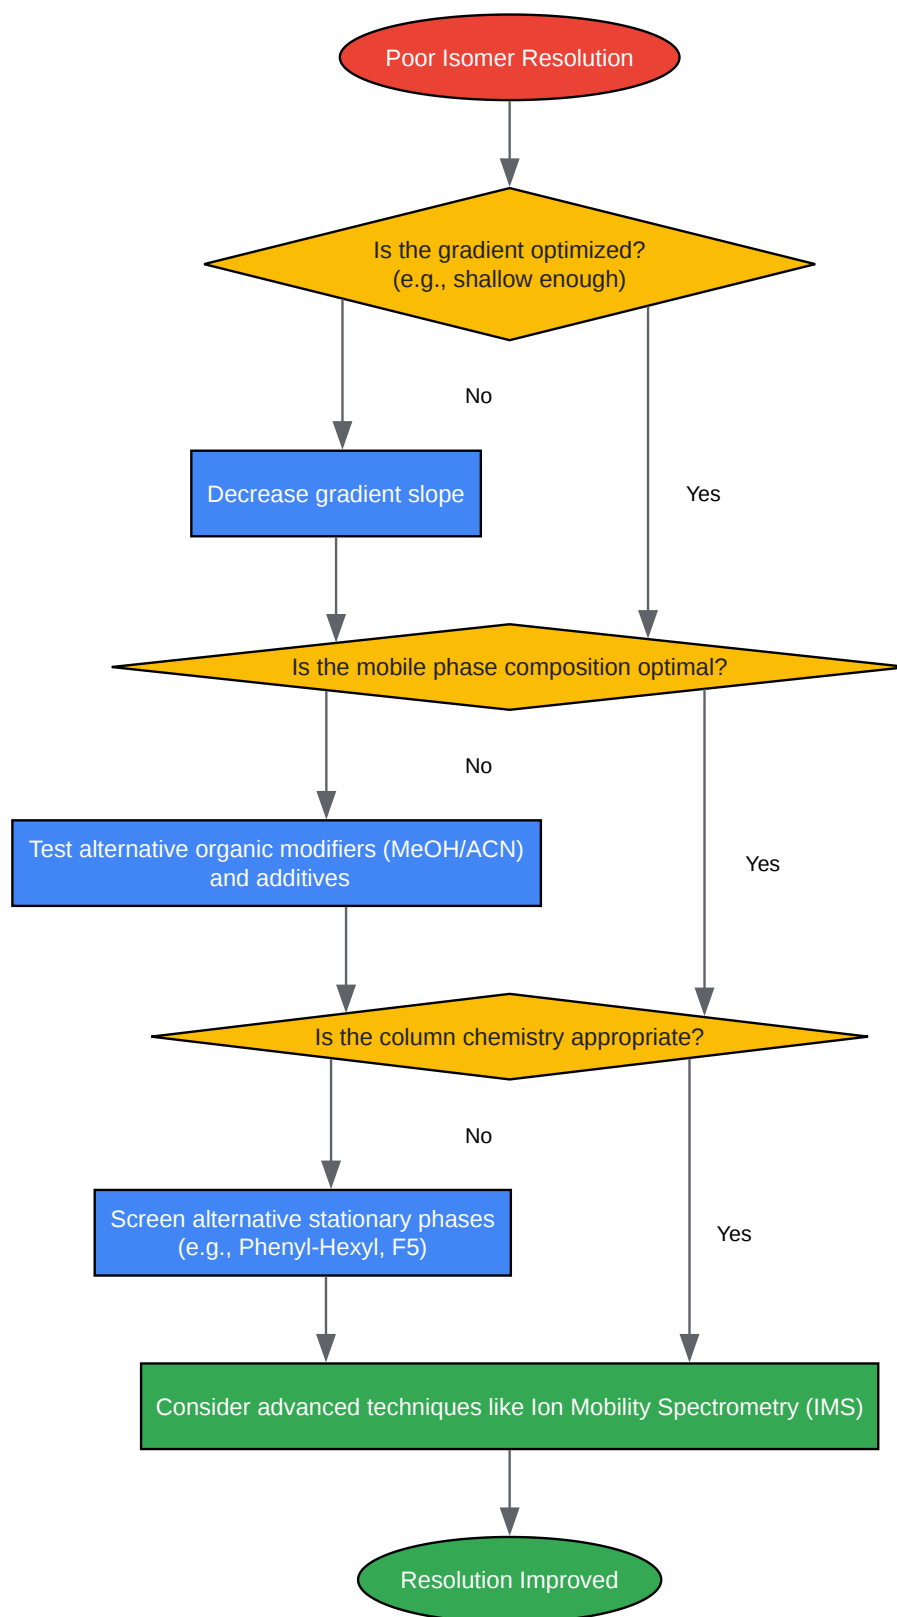 Poor Isomer Resolution
Is the gradient optimized?
(e.g., shallow enough)
No
Decrease gradient slope
Yes
Is the mobile phase composition optimal?
No
Test alternative organic modifiers (MeOH/ACN)
and additives
Yes
Is the column chemistry appropriate?
No
Screen alternative stationary phases
(e.g., Phenyl-Hexyl, F5)
Yes
Consider advanced techniques like Ion Mobility Spectrometry (IMS)
Resolution Improved